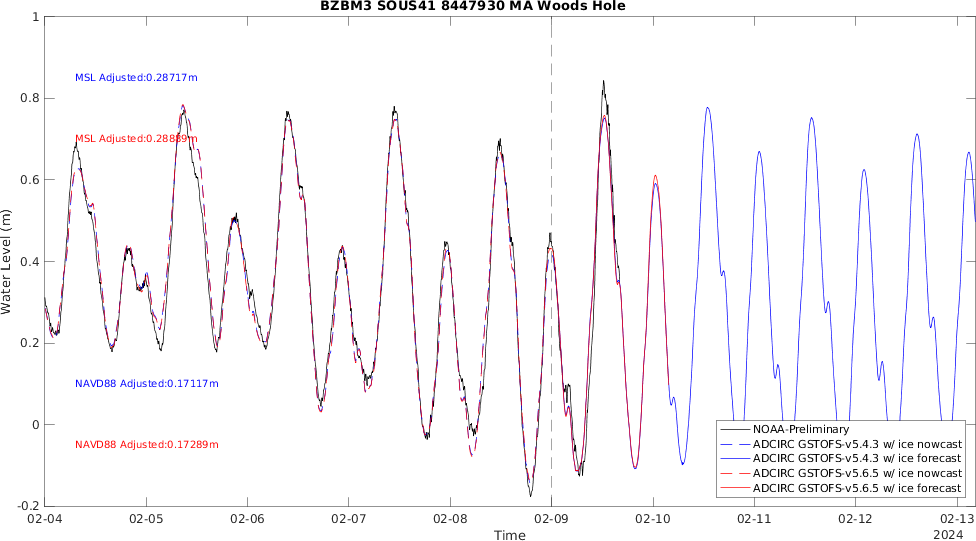 BZBM3 SOUS41 8447930 MA Woods Hole
1
0.8
0.6
0.4
0.2
0
-0.2
Water Level (m)
MSL Adjusted:0.28717m
MSL Adjusted:0.28889m
NAVD88 Adjusted:0.17117m
NAVD88 Adjusted:0.17289m
NOAA-Preliminary
ADCIRC GSTOFS-v5.4.3 w/ ice nowcast
ADCIRC GSTOFS-v5.4.3 w/ ice forecast
ADCIRC GSTOFS-v5.6.5 w/ ice nowcast
ADCIRC GSTOFS-v5.6.5 w/ ice forecast
02-04 02-05 02-06 02-07 02-08 02-09 02-10 02-11 02-12 02-13
Time
2024